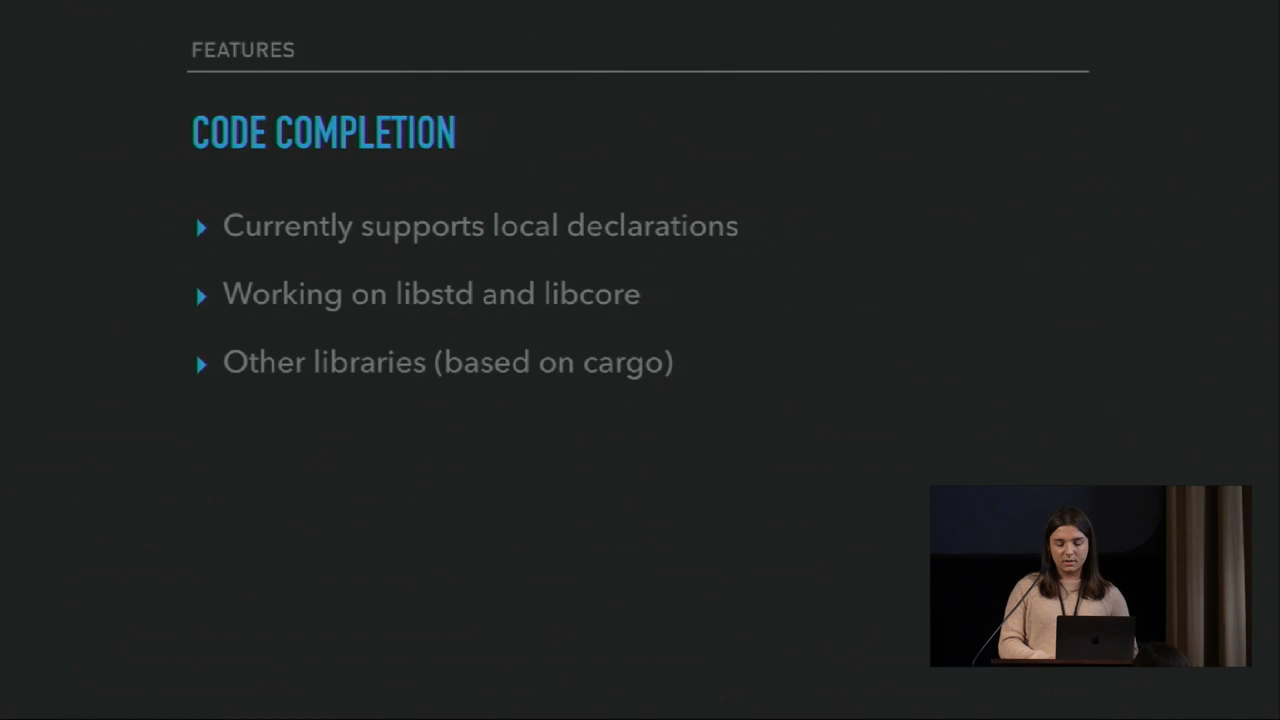 FEATURES
CODE COMPLETION
Currently supports local declarations
Working on libstd and libcore
Other libraries (based on cargo)